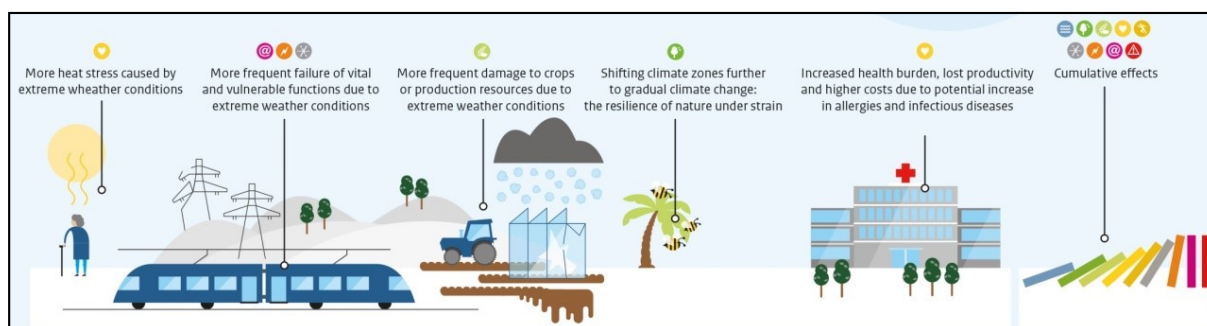 More heat stress caused by
extreme wheather conditions
More frequent failure of vital
and vulnerable functions due to
extreme weather conditions
More frequent damage to crops
or production resources due to
extreme weather conditions
Shifting climate zones further
to gradual climate change:
the resilience of nature under strain
Increased health burden, lost productivity
and higher costs due to potential increase
in allergies and infectious diseases
Cumulative effects